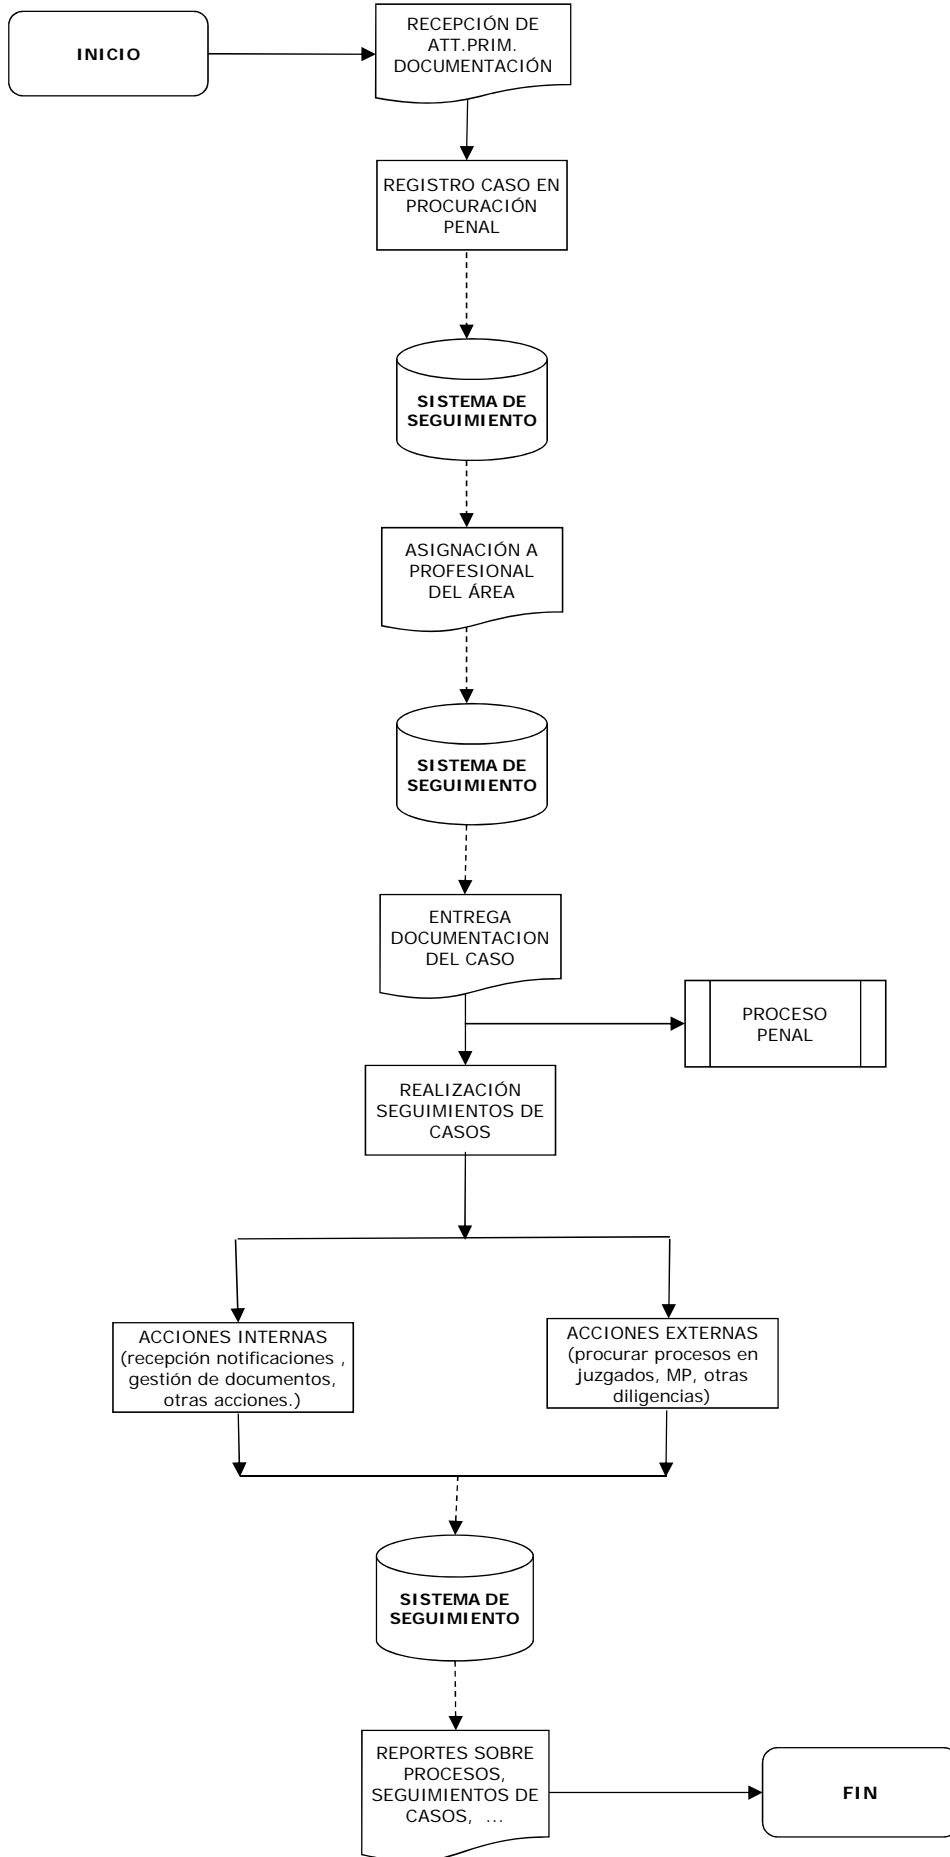 INICIO
RECEPCIÓN DE
ATT.PRIM.
DOCUMENTACIÓN
REGISTRO CASO EN
PROCURACIÓN
PENAL
SISTEMA DE
SEGUIMIENTO
ASIGNACIÓN A
PROFESIONAL
DEL ÁREA
SISTEMA DE
SEGUIMIENTO
ENTREGA
DOCUMENTACION
DEL CASO
PROCESO
PENAL
REALIZACIÓN
SEGUIMIENTOS DE
CASOS
ACCIONES INTERNAS
(recepción notificaciones ,
gestión de documentos,
otras acciones.)
ACCIONES EXTERNAS
(procurar procesos en
juzgados, MP, otras
diligencias)
SISTEMA DE
SEGUIMIENTO
REPORTES SOBRE
PROCESOS,
SEGUIMIENTOS DE
CASOS, ...
FIN